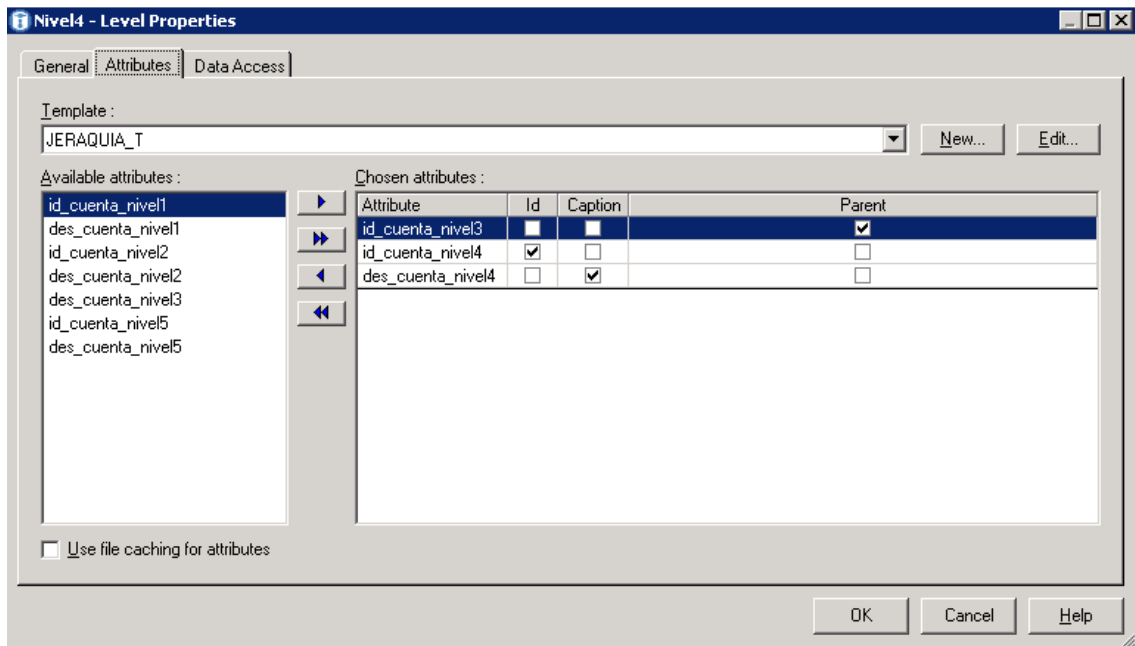 Nivel4 - Level Properties
General Attributes Data Access
Template :
JERAQUIA_T New... Edit...
Available attributes :
id_cuenta_nivel1
des_cuenta_nivel1
id_cuenta_nivel2
des_cuenta_nivel2
des_cuenta_nivel3
id_cuenta_nivel5
des_cuenta_nivel5
Chosen attributes :
Attribute Id Caption Parent
id_cuenta_nivel3
id_cuenta_nivel4
des_cuenta_nivel4
Use file caching for attributes
OK Cancel Help